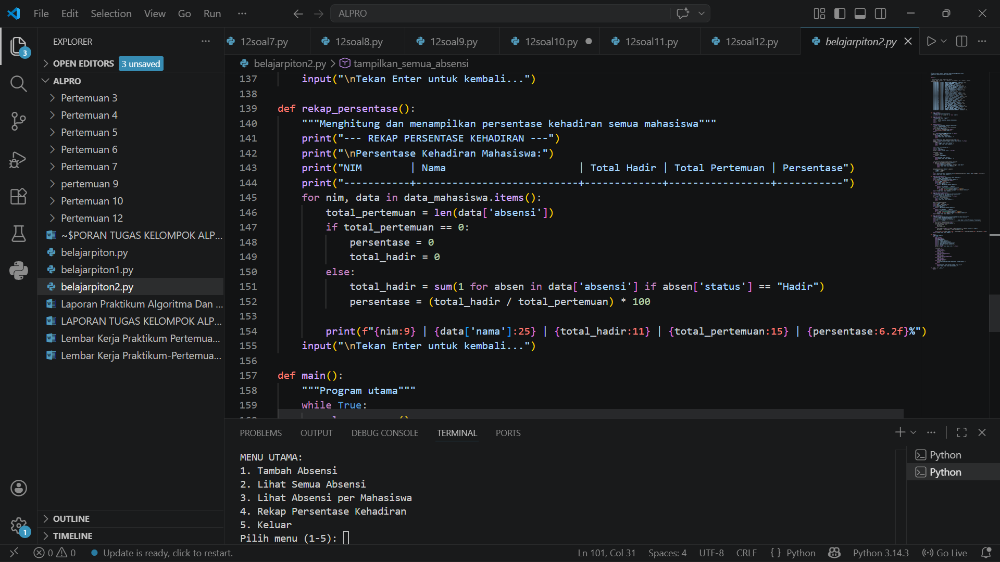 File Edit Selection View Go Run ···
ALPRO
EXPLORER ···
12soal7.py 12soal8.py 12soal9.py 12soal10.py 12soal11.py 12soal12.py belajarpiton2.py
OPEN EDITORS 3 unsaved
ALPRO
Pertemuan 3
Pertemuan 4
Pertemuan 5
Pertemuan 6
Pertemuan 7
pertemuan 9
Pertemuan 10
Pertemuan 12
~$PORAN TUGAS KELOMPOK ALP...
belajarpiton.py
belajarpiton1.py
belajarpiton2.py
Laporan Praktikum Algoritma Dan ...
LAPORAN TUGAS KELOMPOK ALP...
Lembar Kerja Praktikum Pertemua...
Lembar Kerja Praktikum-Pertemua...
OUTLINE
TIMELINE
3
1
belajarpiton2.py > tampilkan_semua_absensi
137     input("\nTekan Enter untuk kembali...")
138
139 def rekap_persentase():
140     """Menghitung dan menampilkan persentase kehadiran semua mahasiswa"""
141     print("--- REKAP PERSENTASE KEHADIRAN ---")
142     print("\nPersentase Kehadiran Mahasiswa:")
143     print("NIM        | Nama                      | Total Hadir | Total Pertemuan | Persentase")
144     print("-----------+---------------------------+-------------+-----------------+-----------")
145     for nim, data in data_mahasiswa.items():
146         total_pertemuan = len(data['absensi'])
147         if total_pertemuan == 0:
148             persentase = 0
149             total_hadir = 0
150         else:
151             total_hadir = sum(1 for absen in data['absensi'] if absen['status'] == "Hadir")
152             persentase = (total_hadir / total_pertemuan) * 100
153
154         print(f"{nim:9} | {data['nama']:25} | {total_hadir:11} | {total_pertemuan:15} | {persentase:6.2f}%")
155     input("\nTekan Enter untuk kembali...")
156
157 def main():
158     """Program utama"""
159     while True:
PROBLEMS OUTPUT DEBUG CONSOLE TERMINAL PORTS
MENU UTAMA:
1. Tambah Absensi
2. Lihat Semua Absensi
3. Lihat Absensi per Mahasiswa
4. Rekap Persentase Kehadiran
5. Keluar
Pilih menu (1-5):
Python
Python
0 0 Update is ready, click to restart. Ln 101, Col 31 Spaces: 4 UTF-8 CRLF { } Python Python 3.14.3 Go Live